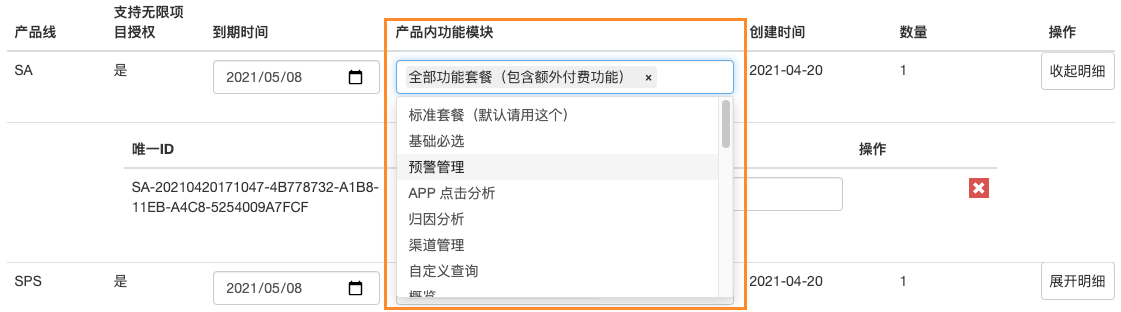 产品线
支持无限项
目授权
到期时间
产品内功能模块
创建时间
数量
操作
SA
是
2021/05/08
全部功能套餐（包含额外付费功能） ×
2021-04-20
1
收起明细
标准套餐（默认请用这个）
基础必选
预警管理
APP 点击分析
归因分析
渠道管理
自定义查询
概览
唯一ID
操作
SA-20210420171047-4B778732-A1B8-
11EB-A4C8-5254009A7FCF
SPS
是
2021/05/08
2021-04-20
1
展开明细